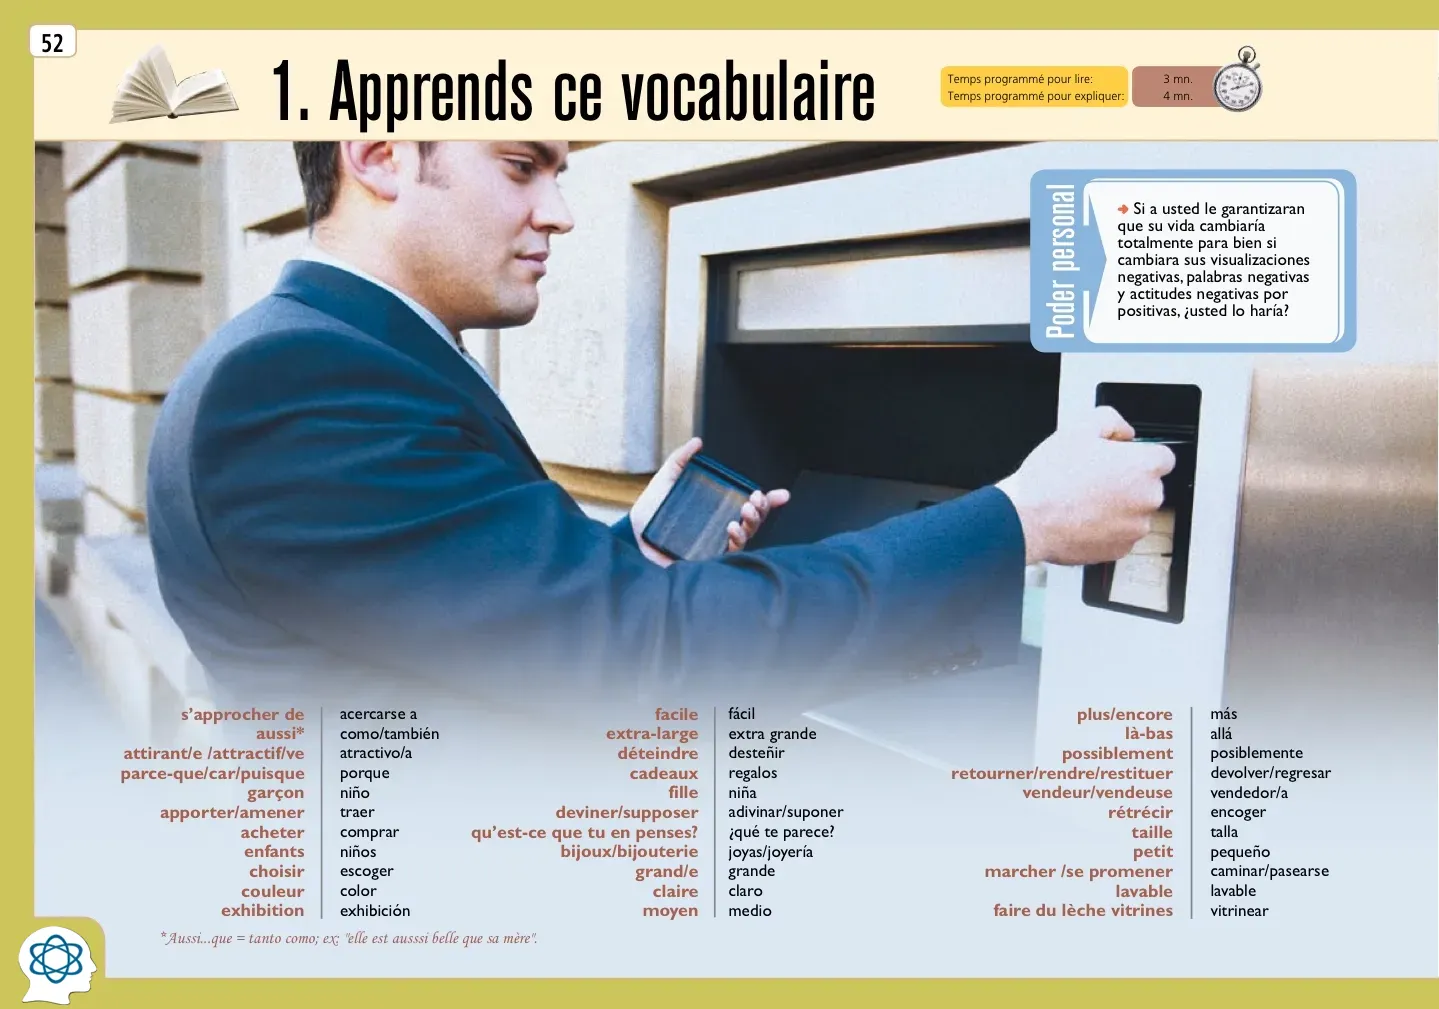 52
1. Apprends ce vocabulaire
Temps programmé pour lire: 3 mn.
Temps programmé pour expliquer: 4 mn.
Poder personal
Si a usted le garantizaran
que su vida cambiaría
totalmente para bien si
cambiara sus visualizaciones
negativas, palabras negativas
y actitudes negativas por
positivas, ¿usted lo haría?
s'approcher de acercarse a
aussi* como/también
attirant/e /attractif/ve atractivo/a
parce-que/car/puisque porque
garçon niño
apporter/amener traer
acheter comprar
enfants niños
choisir escoger
couleur color
exhibition exhibición
facile fácil
extra-large extra grande
déteindre desteñir
cadeaux regalos
fille niña
deviner/supposer adivinar/suponer
qu'est-ce que tu en penses? ¿qué te parece?
bijoux/bijouterie joyas/joyería
grand/e grande
claire claro
moyen medio
plus/encore más
là-bas allá
possiblement posiblemente
retourner/rendre/restituer devolver/regresar
vendeur/vendeuse vendedor/a
rétrécir encoger
taille talla
petit pequeño
marcher /se promener caminar/pasearse
lavable lavable
faire du lèche vitrines vitrinear
*Aussi...que = tanto como; ex: "elle est ausssi belle que sa mère".